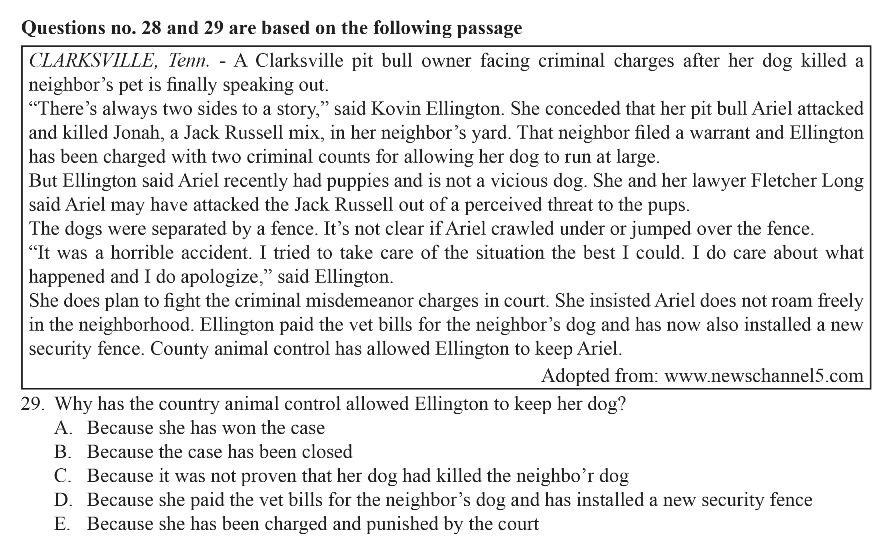 Questions no. 28 and 29 are based on the following passage
CLARKSVILLE, Tenn. - A Clarksville pit bull owner facing criminal charges after her dog killed a
neighbor's pet is finally speaking out.
“There's always two sides to a story,” said Kovin Ellington. She conceded that her pit bull Ariel attacked
and killed Jonah, a Jack Russell mix, in her neighbor's yard. That neighbor filed a warrant and Ellington
has been charged with two criminal counts for allowing her dog to run at large.
But Ellington said Ariel recently had puppies and is not a vicious dog. She and her lawyer Fletcher Long
said Ariel may have attacked the Jack Russell out of a perceived threat to the pups.
The dogs were separated by a fence. It's not clear if Ariel crawled under or jumped over the fence.
“It was a horrible accident. I tried to take care of the situation the best I could. I do care about what
happened and I do apologize,” said Ellington.
She does plan to fight the criminal misdemeanor charges in court. She insisted Ariel does not roam freely
in the neighborhood. Ellington paid the vet bills for the neighbor's dog and has now also installed a new
security fence. County animal control has allowed Ellington to keep Ariel.
Adopted from: www.newschannel5.com
29. Why has the country animal control allowed Ellington to keep her dog?
A. Because she has won the case
B. Because the case has been closed
C. Because it was not proven that her dog had killed the neighbo'r dog
D. Because she paid the vet bills for the neighbor's dog and has installed a new security fence
E. Because she has been charged and punished by the court